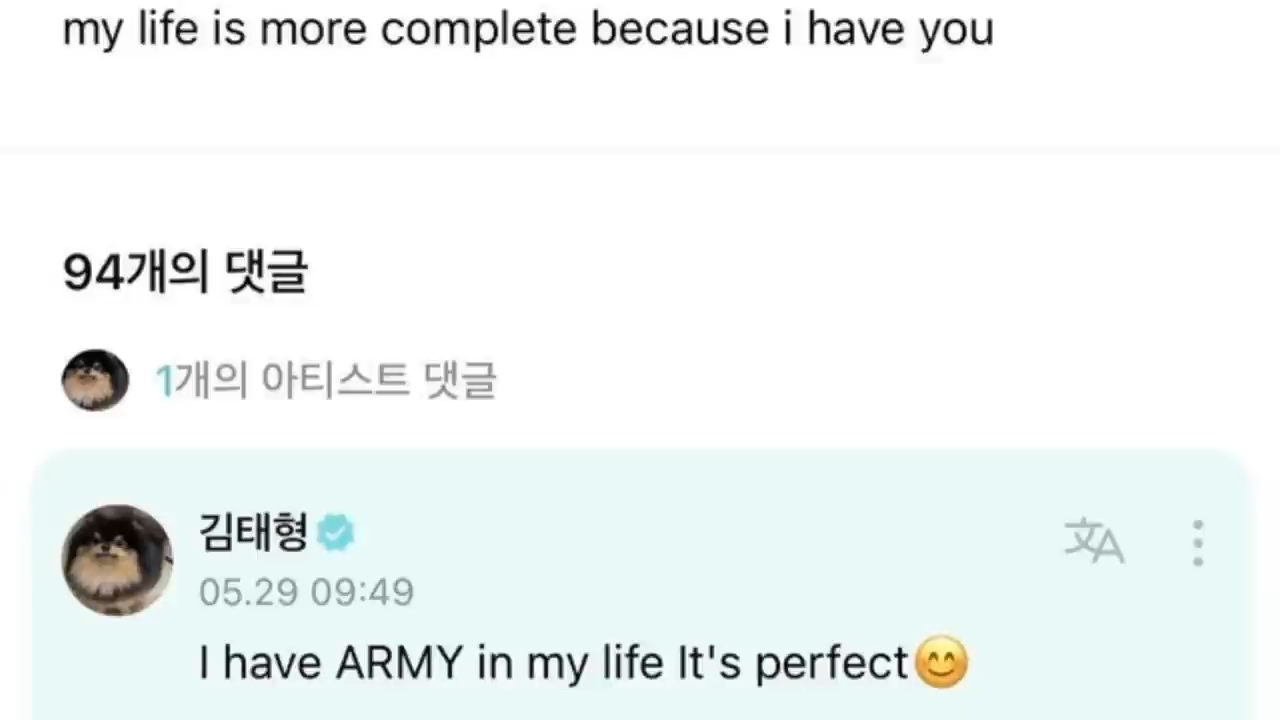 my life is more complete because i have you
94개의 댓글
1개의 아티스트 댓글
김태형
05.29 09:49
I have ARMY in my life It's perfect😊